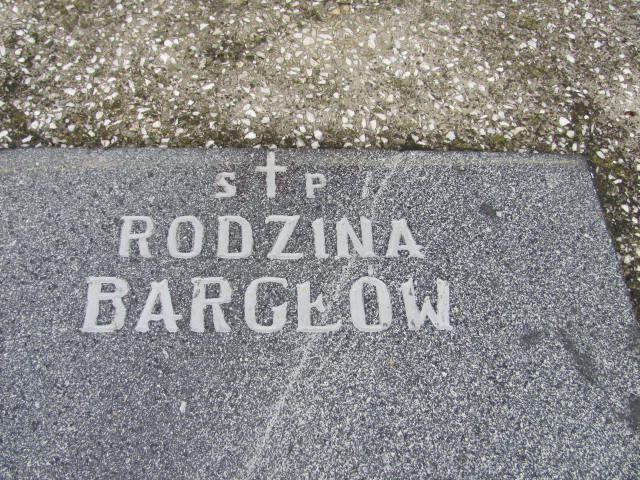 S † P
RODZINA
BARGŁÓW